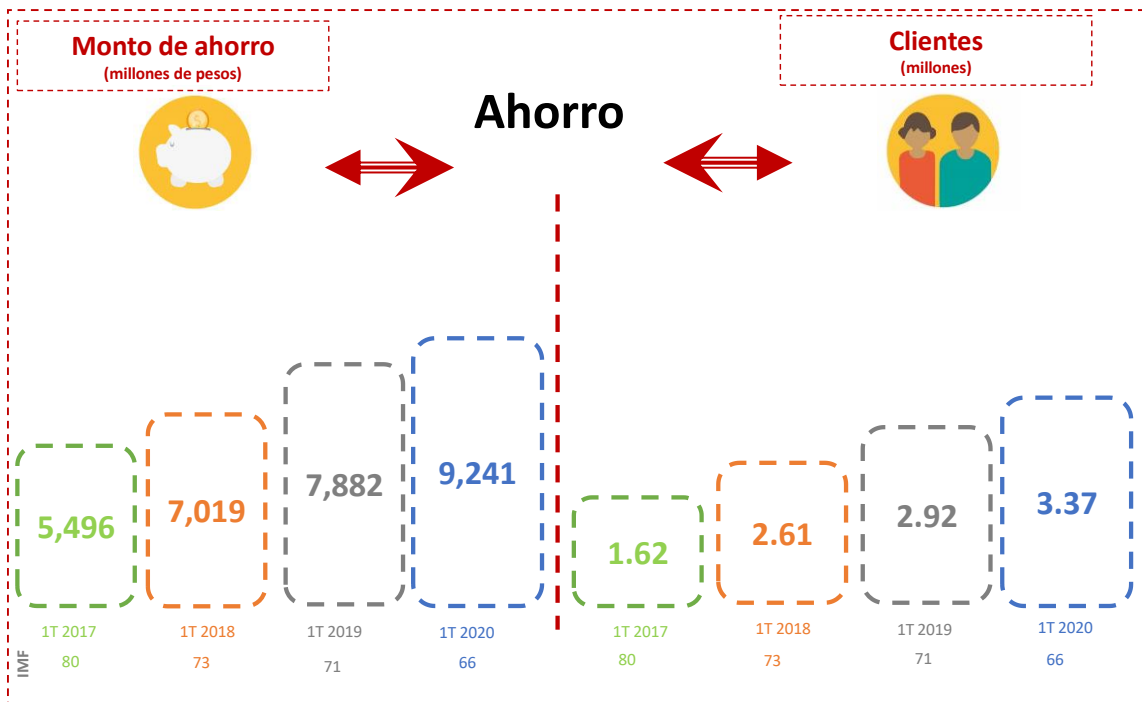 Monto de ahorro
(millones de pesos)
Clientes
(millones)
Ahorro
5,496
7,019
7,882
9,241
1.62
2.61
2.92
3.37
1T 2017
1T 2018
1T 2019
1T 2020
1T 2017
1T 2018
1T 2019
1T 2020
IMF
80
73
71
66
80
73
71
66